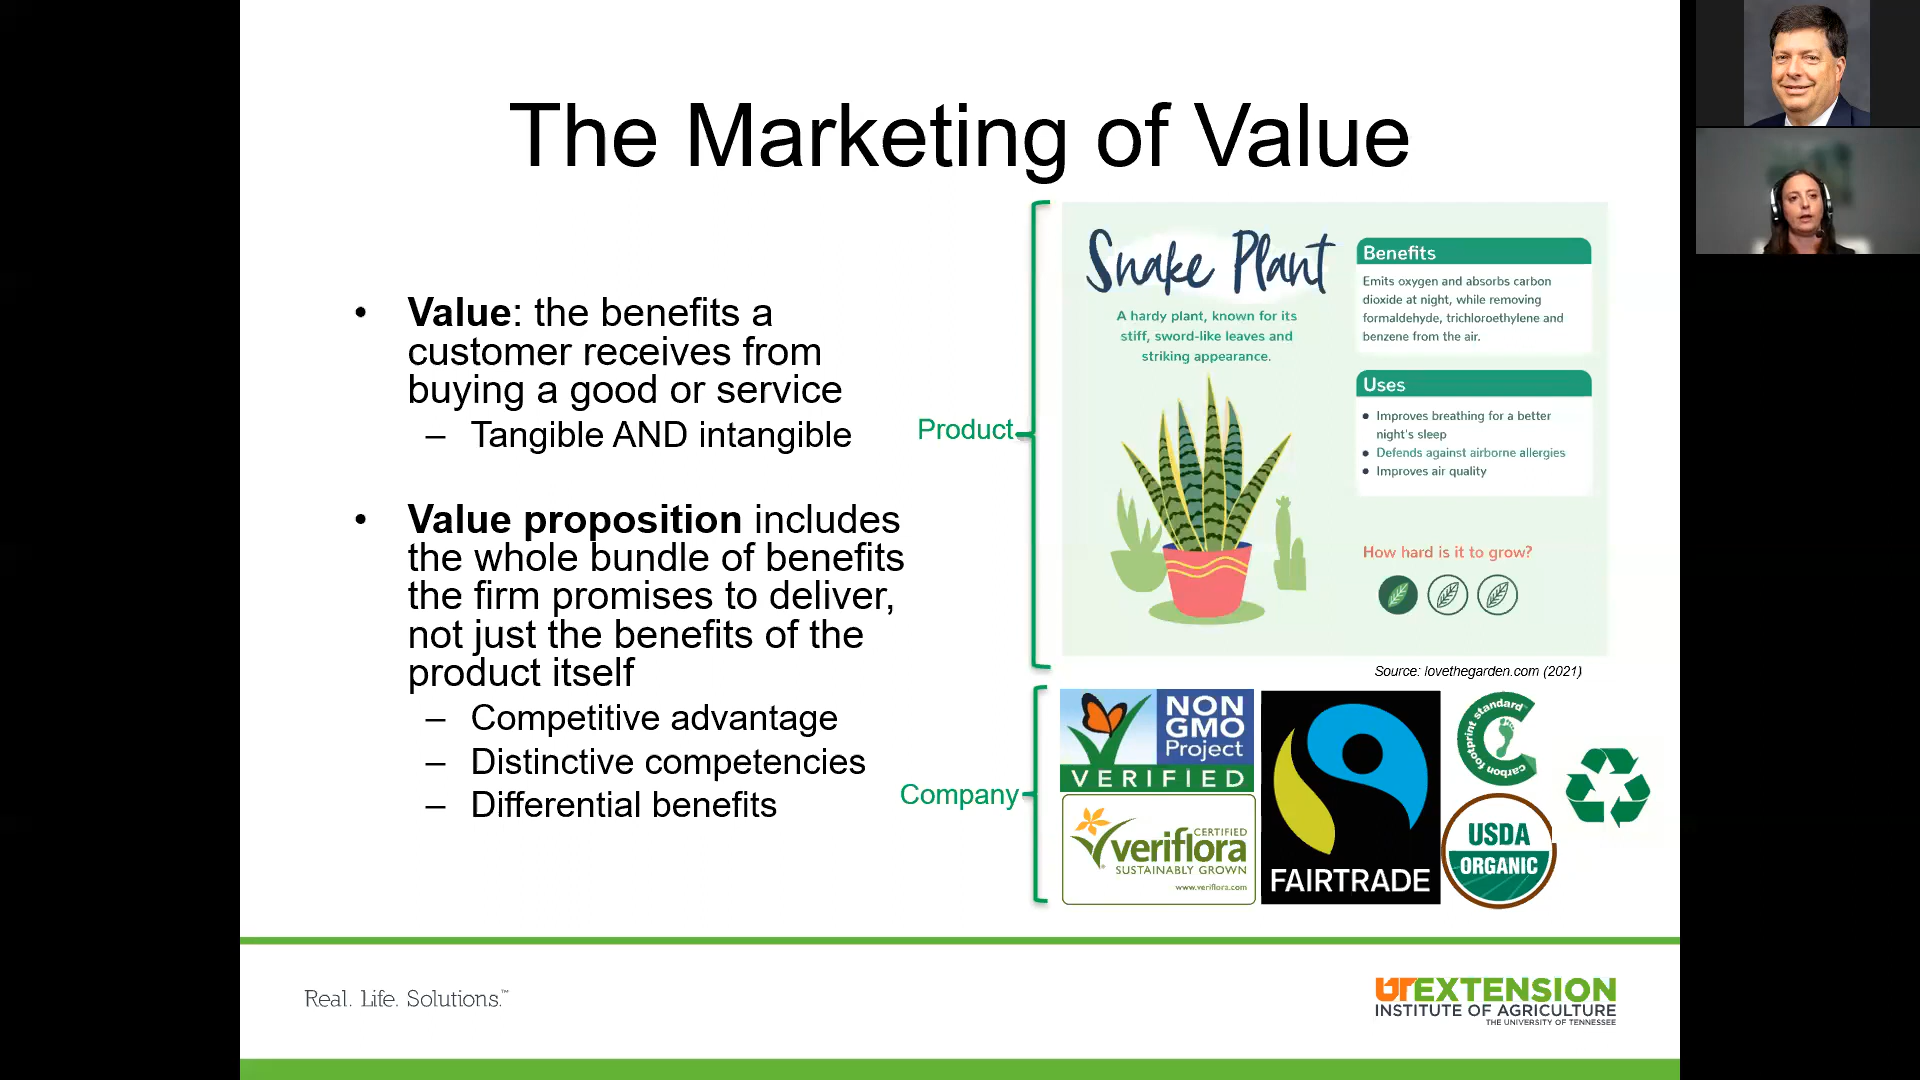 The Marketing of Value
• Value: the benefits a
customer receives from
buying a good or service
– Tangible AND intangible
• Value proposition includes
the whole bundle of benefits
the firm promises to deliver,
not just the benefits of the
product itself
– Competitive advantage
– Distinctive competencies
– Differential benefits
Product
Snake Plant
A hardy plant, known for its
stiff, sword-like leaves and
striking appearance.
Benefits
Emits oxygen and absorbs carbon
dioxide at night, while removing
formaldehyde, trichloroethylene and
benzene from the air.
Uses
• Improves breathing for a better
night's sleep
• Defends against airborne allergies
• Improves air quality
How hard is it to grow?
Source: lovethegarden.com (2021)
Company
NON
GMO
Project
VERIFIED
CERTIFIED
veriflora
SUSTAINABLY GROWN
www.veriflora.com
FAIRTRADE
carbon footprint standard™
USDA
ORGANIC
Real. Life. Solutions.™
UTEXTENSION
INSTITUTE OF AGRICULTURE
THE UNIVERSITY OF TENNESSEE